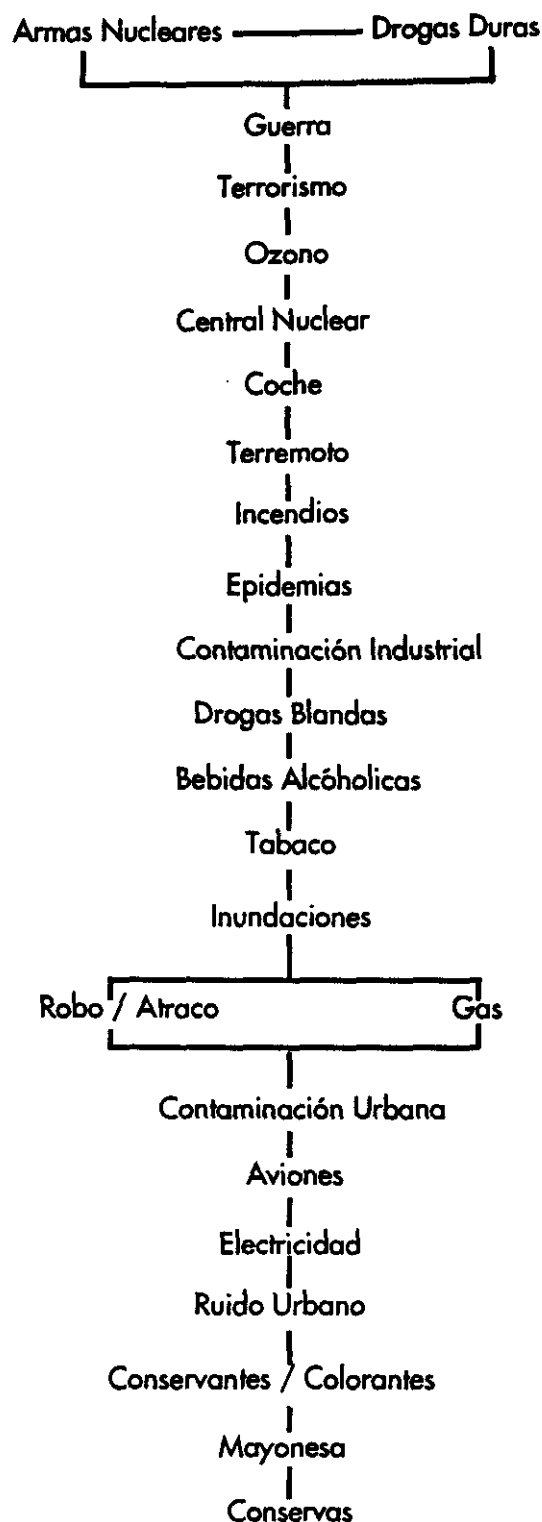 Armas Nucleares Drogas Duras
Guerra
Terrorismo
Ozono
Central Nuclear
Coche
Terremoto
Incendios
Epidemias
Contaminación Industrial
Drogas Blandas
Bebidas Alcóholicas
Tabaco
Inundaciones
Robo / Atraco Gas
Contaminación Urbana
Aviones
Electricidad
Ruido Urbano
Conservantes / Colorantes
Mayonesa
Conservas